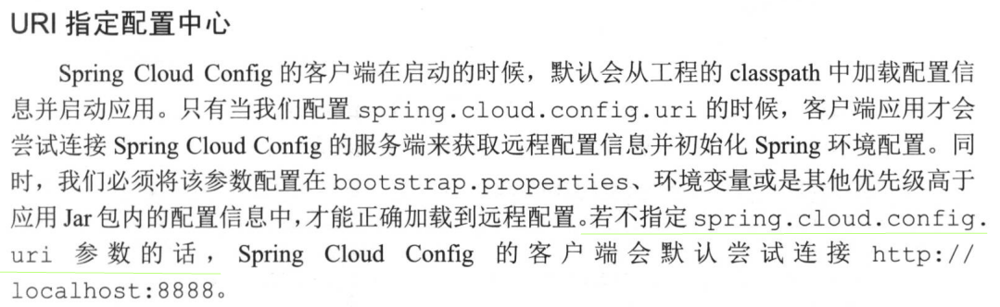 URI 指定配置中心
Spring Cloud Config 的客户端在启动的时候，默认会从工程的 classpath 中加载配置信
息并启动应用。只有当我们配置 spring.cloud.config.uri 的时候，客户端应用才会
尝试连接 Spring Cloud Config 的服务端来获取远程配置信息并初始化 Spring 环境配置。同
时，我们必须将该参数配置在 bootstrap.properties、环境变量或是其他优先级高于
应用 Jar 包内的配置信息中，才能正确加载到远程配置。若不指定 spring.cloud.config.
uri 参数的话，Spring Cloud Config 的客户端会默认尝试连接 http://
localhost:8888。